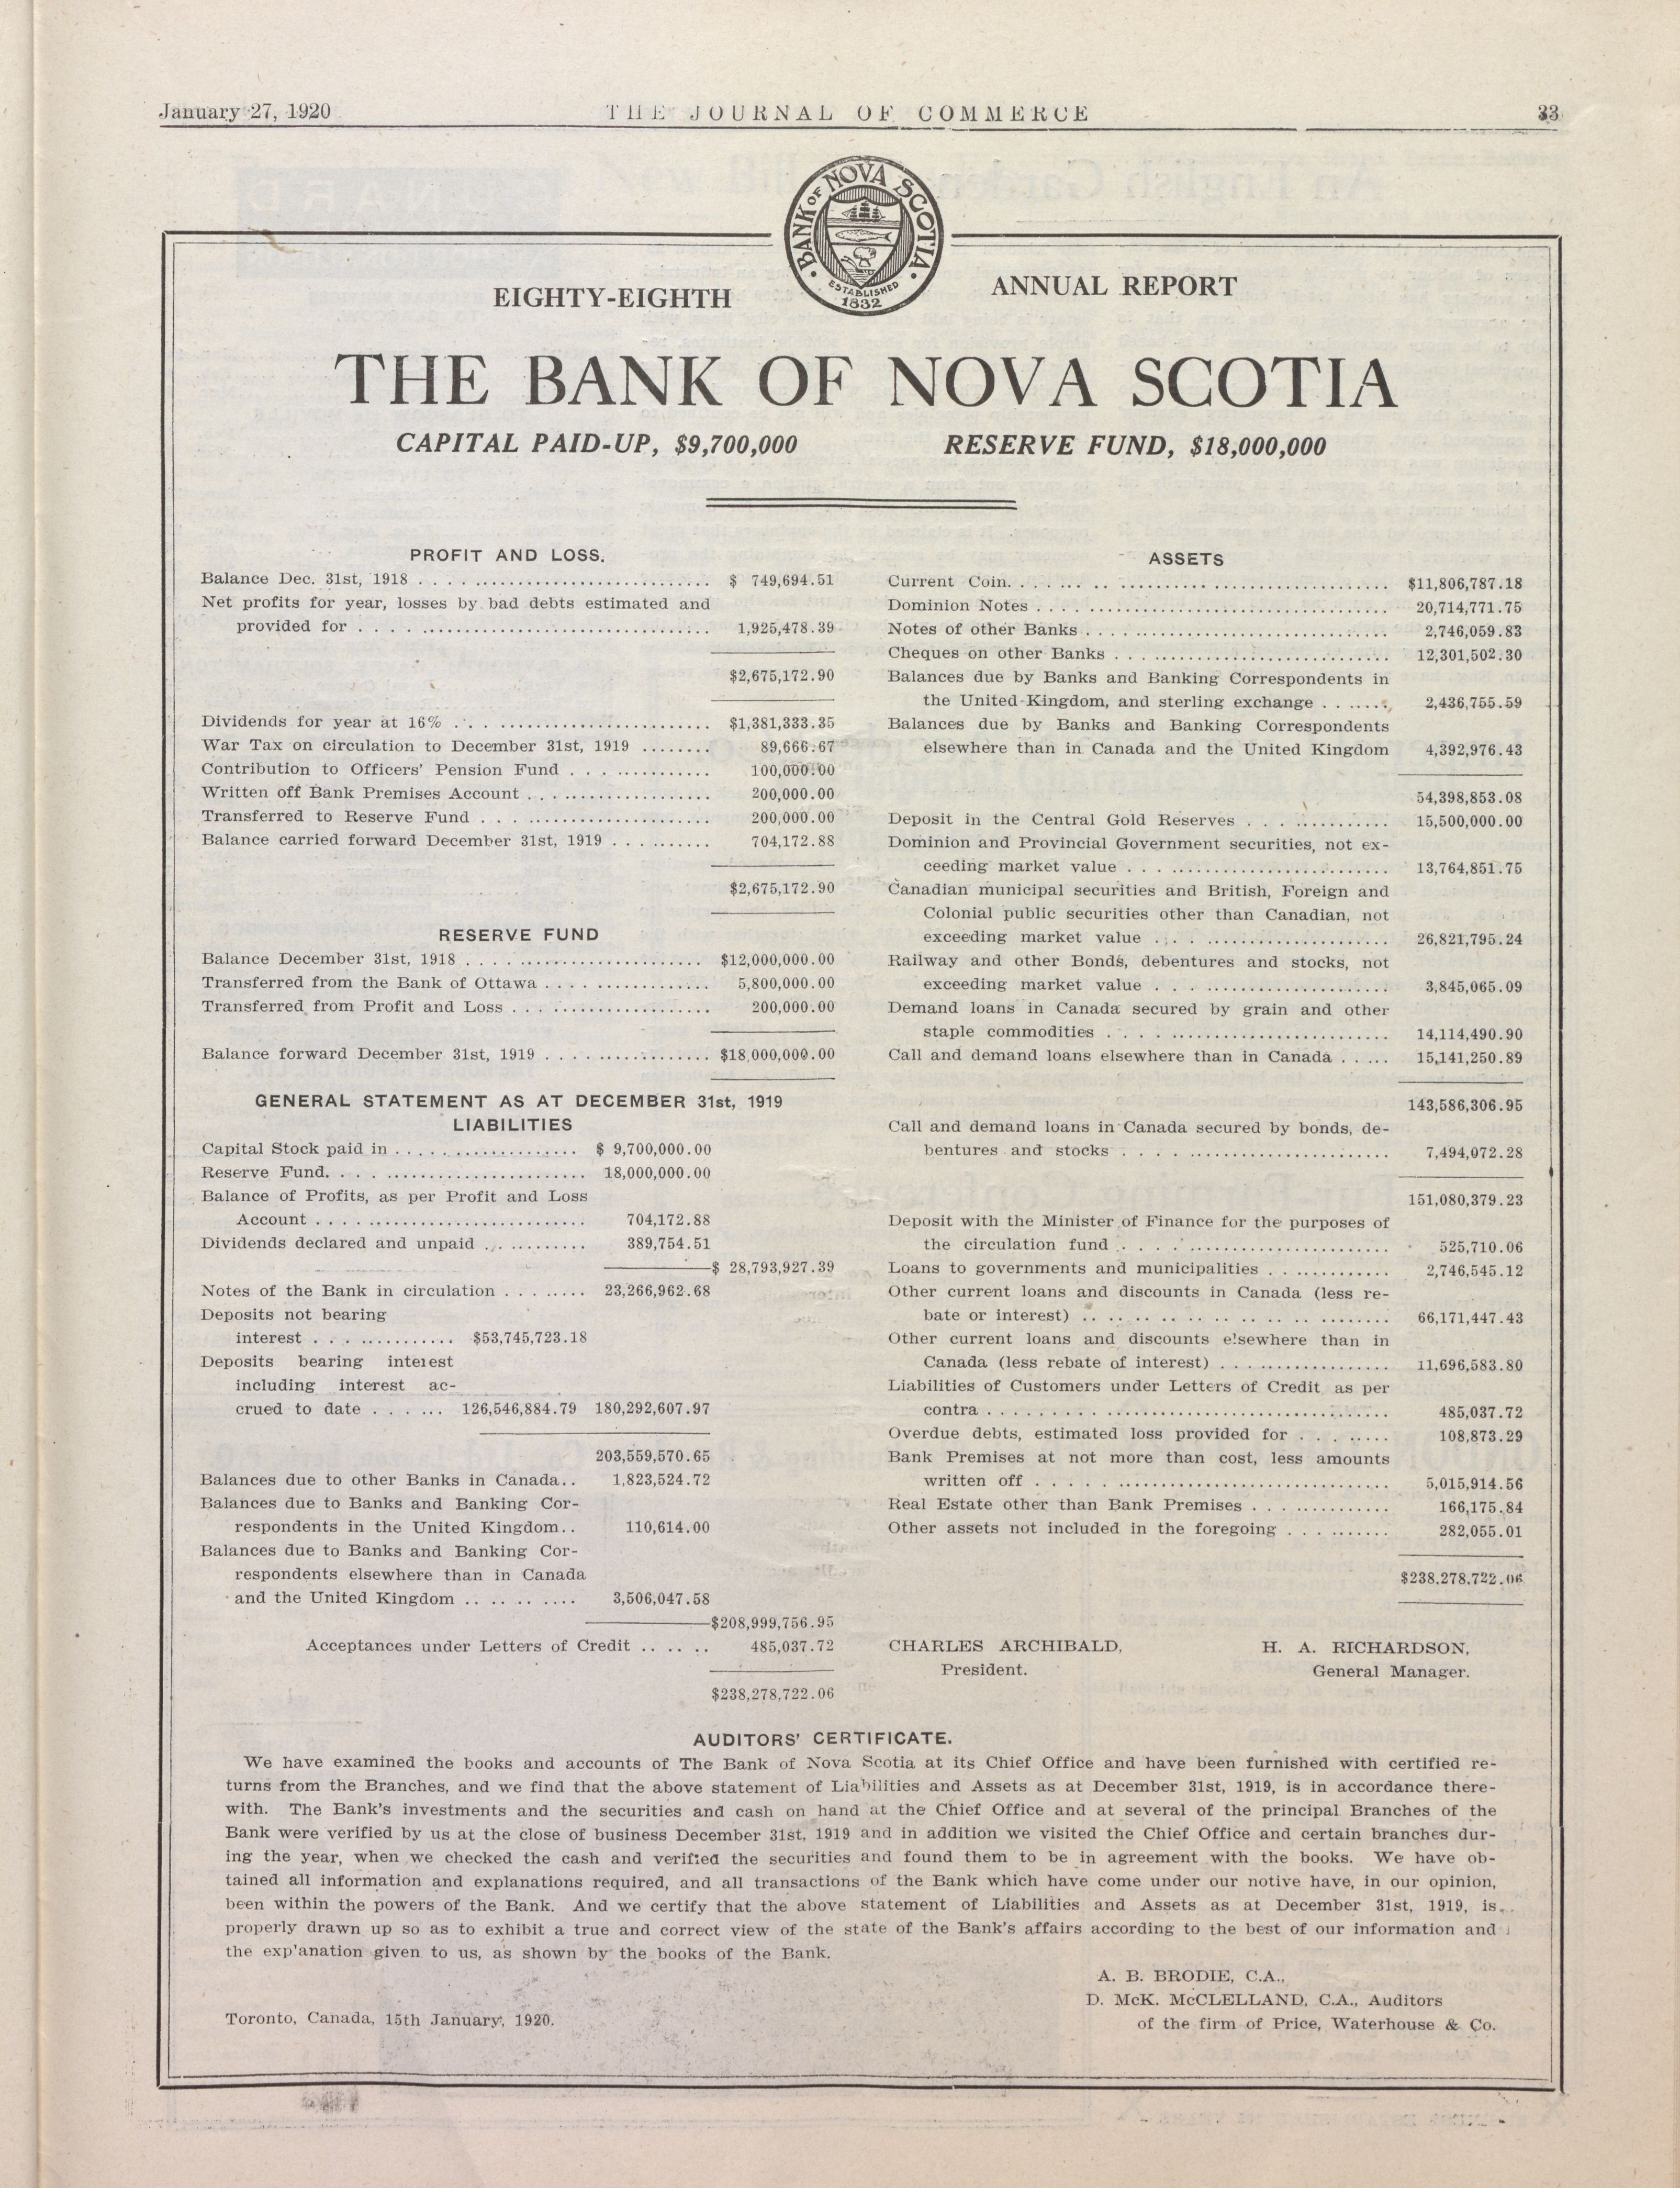 January 27, 1920
THE JOURNAL OF COMMERCE
33
BANK OF NOVA SCOTIA
ESTABLISHED
1832
EIGHTY-EIGHTH
ANNUAL REPORT
THE BANK OF NOVA SCOTIA
CAPITAL PAID-UP, $9,700,000
RESERVE FUND, $18,000,000
PROFIT AND LOSS.
Balance Dec. 31st, 1918 .............................. $ 749,694.51
Net profits for year, losses by bad debts estimated and
provided for .............................. 1,925,478.39
$2,675,172.90
Dividends for year at 16% .............................. $1,381,333.35
War Tax on circulation to December 31st, 1919 ........ 89,666.67
Contribution to Officers' Pension Fund .............. 100,000.00
Written off Bank Premises Account .................... 200,000.00
Transferred to Reserve Fund ......................... 200,000.00
Balance carried forward December 31st, 1919 .......... 704,172.88
$2,675,172.90
RESERVE FUND
Balance December 31st, 1918 ......................... $12,000,000.00
Transferred from the Bank of Ottawa .................. 5,800,000.00
Transferred from Profit and Loss .................... 200,000.00
Balance forward December 31st, 1919 .................. $18,000,000.00
GENERAL STATEMENT AS AT DECEMBER 31st, 1919
LIABILITIES
Capital Stock paid in .................... $ 9,700,000.00
Reserve Fund. ......................... 18,000,000.00
Balance of Profits, as per Profit and Loss
Account ............................ 704,172.88
Dividends declared and unpaid ............ 389,754.51
$ 28,793,927.39
Notes of the Bank in circulation ........ 23,266,962.68
Deposits not bearing
interest ............... $53,745,723.18
Deposits bearing interest
including interest ac-
crued to date ....... 126,546,884.79 180,292,607.97
203,559,570.65
Balances due to other Banks in Canada.. 1,823,524.72
Balances due to Banks and Banking Cor-
respondents in the United Kingdom.. 110,614.00
Balances due to Banks and Banking Cor-
respondents elsewhere than in Canada
and the United Kingdom .......... 3,506,047.58
$208,999,756.95
Acceptances under Letters of Credit ...... 485,037.72
$238,278,722.06
ASSETS
Current Coin. .............................. $11,806,787.18
Dominion Notes .............................. 20,714,771.75
Notes of other Banks .............................. 2,746,059.83
Cheques on other Banks .............................. 12,301,502.30
Balances due by Banks and Banking Correspondents in
the United Kingdom, and sterling exchange ....... 2,436,755.59
Balances due by Banks and Banking Correspondents
elsewhere than in Canada and the United Kingdom 4,392,976.43
54,398,853.08
Deposit in the Central Gold Reserves ............... 15,500,000.00
Dominion and Provincial Government securities, not ex-
ceeding market value .............................. 13,764,851.75
Canadian municipal securities and British, Foreign and
Colonial public securities other than Canadian, not
exceeding market value ......................... 26,821,795.24
Railway and other Bonds, debentures and stocks, not
exceeding market value ......................... 3,845,065.09
Demand loans in Canada secured by grain and other
staple commodities .............................. 14,114,490.90
Call and demand loans elsewhere than in Canada ..... 15,141,250.89
143,586,306.95
Call and demand loans in Canada secured by bonds, de-
bentures and stocks ......................... 7,494,072.28
151,080,379.23
Deposit with the Minister of Finance for the purposes of
the circulation fund ......................... 525,710.06
Loans to governments and municipalities ............ 2,746,545.12
Other current loans and discounts in Canada (less re-
bate or interest) .............................. 66,171,447.43
Other current loans and discounts elsewhere than in
Canada (less rebate of interest) .................. 11,696,583.80
Liabilities of Customers under Letters of Credit as per
contra ........................................ 485,037.72
Overdue debts, estimated loss provided for ......... 108,873.29
Bank Premises at not more than cost, less amounts
written off .............................. 5,015,914.56
Real Estate other than Bank Premises ............... 166,175.84
Other assets not included in the foregoing .......... 282,055.01
$238,278,722.06
CHARLES ARCHIBALD,
President.
H. A. RICHARDSON,
General Manager.
AUDITORS' CERTIFICATE.
We have examined the books and accounts of The Bank of Nova Scotia at its Chief Office and have been furnished with certified re-
turns from the Branches, and we find that the above statement of Liabilities and Assets as at December 31st, 1919, is in accordance there-
with. The Bank's investments and the securities and cash on hand at the Chief Office and at several of the principal Branches of the
Bank were verified by us at the close of business December 31st, 1919 and in addition we visited the Chief Office and certain branches dur-
ing the year, when we checked the cash and verified the securities and found them to be in agreement with the books. We have ob-
tained all information and explanations required, and all transactions of the Bank which have come under our notive have, in our opinion,
been within the powers of the Bank. And we certify that the above statement of Liabilities and Assets as at December 31st, 1919, is
properly drawn up so as to exhibit a true and correct view of the state of the Bank's affairs according to the best of our information and
the exp'anation given to us, as shown by the books of the Bank.
A. B. BRODIE, C.A.,
D. McK. McCLELLAND, C.A., Auditors
of the firm of Price, Waterhouse & Co.
Toronto, Canada, 15th January, 1920.